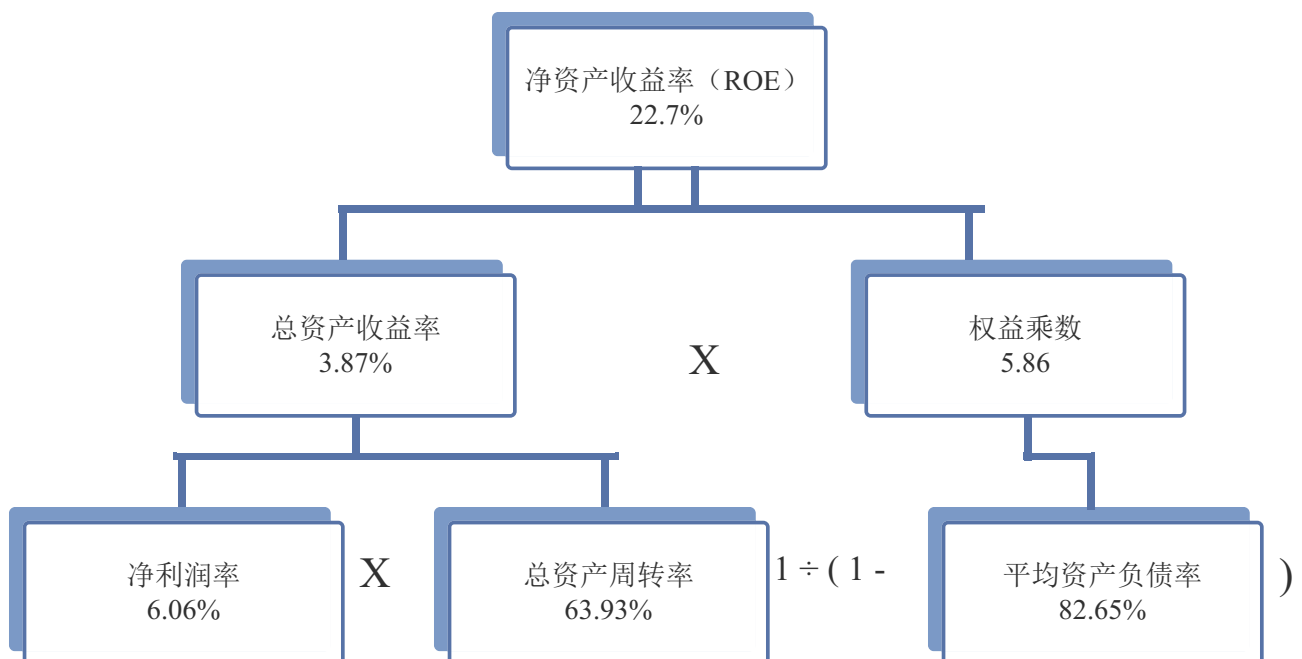 净资产收益率（ROE）
22.7%
总资产收益率
3.87%
X
权益乘数
5.86
净利润率
6.06%
X
总资产周转率
63.93%
1 ÷ ( 1 -
平均资产负债率
82.65%
)